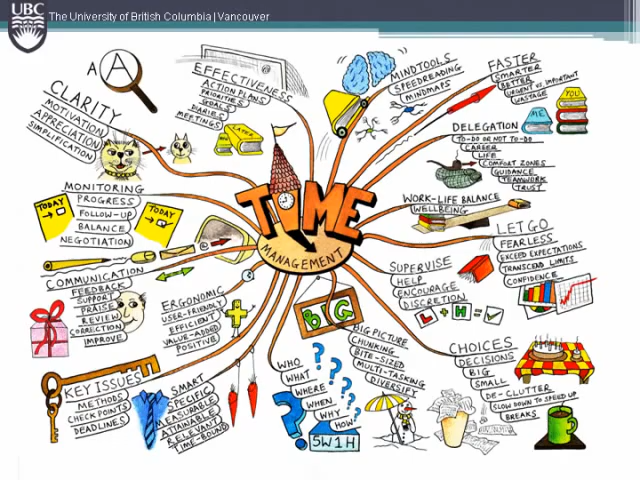 UBC
The University of British Columbia | Vancouver
TIME
MANAGEMENT
CLARITY
MOTIVATION
APPRECIATION
SIMPLIFICATION
A A
EFFECTIVENESS
ACTION PLANS
PRIORITIES
GOALS
DIARIES
MEETINGS
LATER
@
MINDTOOLS
SPEEDREADING
MINDMAPS
FASTER
SMARTER
BETTER
URGENT VS IMPORTANT
WASTAGE
ME
YOU
DELEGATION
TO-DO OR NOT TO-DO
CAREER
LIFE
COMFORT ZONES
GUIDANCE
TEAMWORK
TRUST
WORK-LIFE BALANCE
WELLBEING
LET GO
FEARLESS
EXCEED EXPECTATIONS
TRANSCEND LIMITS
CONFIDENCE
SUPERVISE
HELP
ENCOURAGE
DISCRETION
L + H = ✓
CHOICES
DECISIONS
BIG
SMALL
DE-CLUTTER
SLOW DOWN TO SPEED UP
BREAKS
BIG
BIG PICTURE
CHUNKING
BITE-SIZED
MULTI-TASKING
DIVERSIFY
WHO
WHAT
WHERE
WHEN
WHY
HOW
5W1H
SMART
SPECIFIC
MEASURABLE
ATTAINABLE
RELEVANT
TIME-BOUND
KEY ISSUES
METHODS
CHECK POINTS
DEADLINES
ERGONOMIC
USER-FRIENDLY
EFFICIENT
VALUE-ADDED
POSITIVE
COMMUNICATION
FEEDBACK
SUPPORT
PRAISE
REVIEW
CORRECTION
IMPROVE
MONITORING
PROGRESS
FOLLOW-UP
BALANCE
NEGOTIATION
TODAY
TODAY